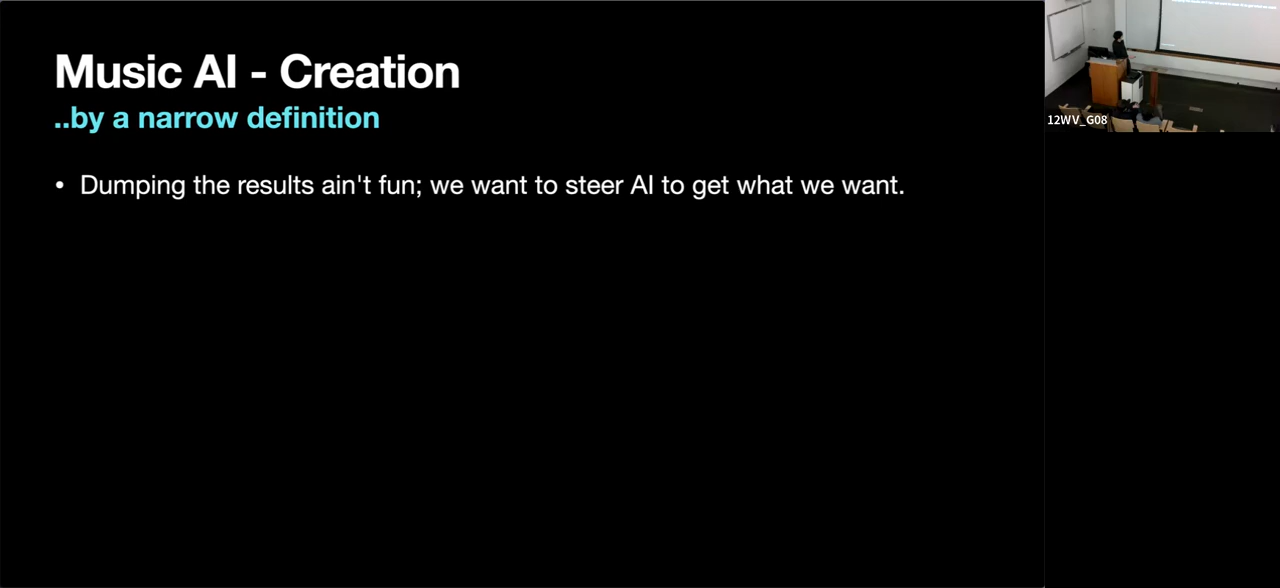 Music AI - Creation
..by a narrow definition
• Dumping the results ain't fun; we want to steer AI to get what we want.
12WV_G08